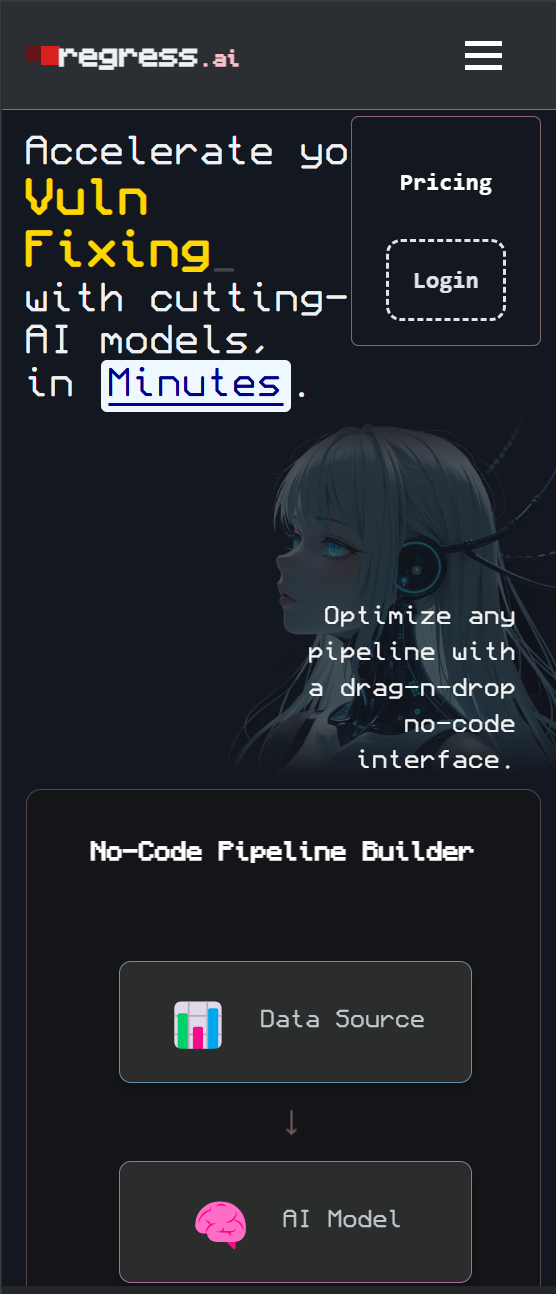 regress.ai
Accelerate yo
Pricing
Vuln
Fixing_
Login
with cutting-
AI models,
in Minutes.
Optimize any
pipeline with
a drag-n-drop
no-code
interface.
No-Code Pipeline Builder
Data Source
↓
AI Model